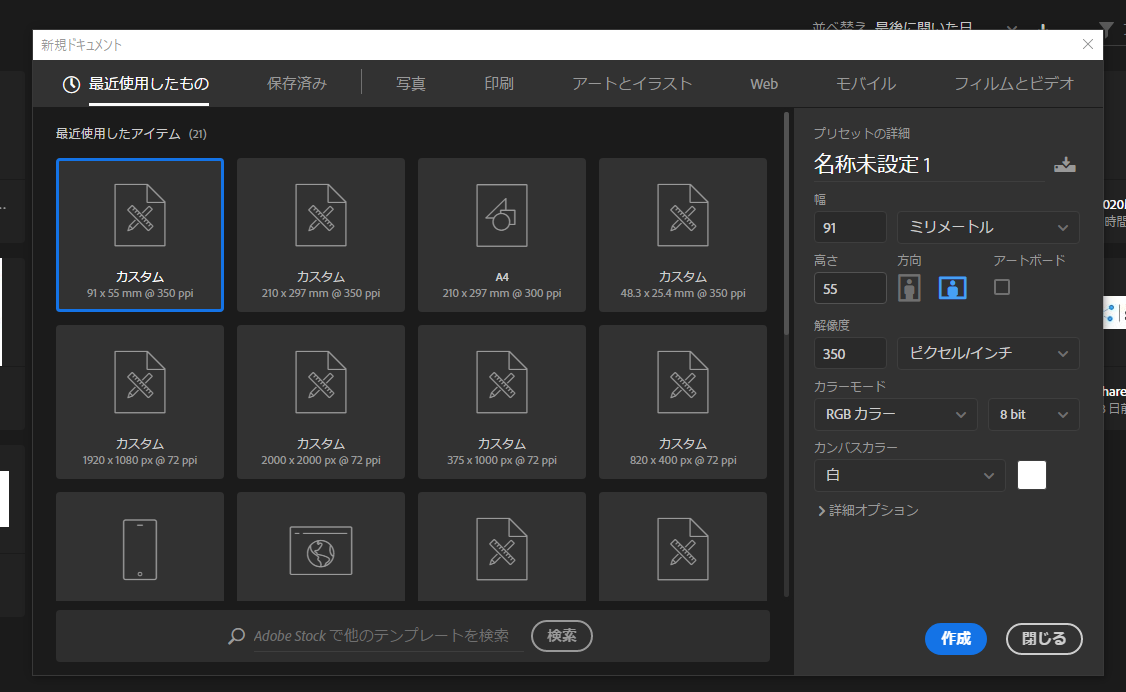 並べ替え 最後に開いた日
新規ドキュメント
最近使用したもの 保存済み 写真 印刷 アートとイラスト Web モバイル フィルムとビデオ
最近使用したアイテム (21)
カスタム
91 x 55 mm @ 350 ppi
カスタム
210 x 297 mm @ 350 ppi
A4
210 x 297 mm @ 300 ppi
カスタム
48.3 x 25.4 mm @ 350 ppi
カスタム
1920 x 1080 px @ 72 ppi
カスタム
2000 x 2000 px @ 72 ppi
カスタム
375 x 1000 px @ 72 ppi
カスタム
820 x 400 px @ 72 ppi
Adobe Stock で他のテンプレートを検索 検索
プリセットの詳細
名称未設定 1
幅
91 ミリメートル
高さ 方向 アートボード
55
解像度
350 ピクセル/インチ
カラーモード
RGB カラー 8 bit
カンバスカラー
白
詳細オプション
作成 閉じる